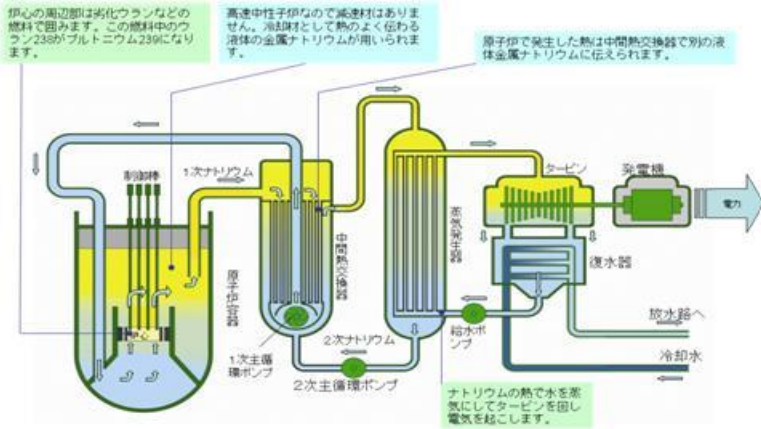 炉心の周辺部は劣化ウランなどの
燃料で囲みます。この燃料中のウ
ラン238がプルトニウム239になり
ます。
高速中性子炉なので減速材はありま
せん。冷却材として熱のよく伝わる
液体の金属ナトリウムが用いられま
す。
原子炉で発生した熱は中間熱交換器で別の液
体金属ナトリウムに伝えられます。
制御棒
1次ナトリウム
原子炉容器
中間熱交換器
1次主循
環ポンプ
2次ナトリウム
2次主循環ポンプ
蒸気発生器
タービン
発電機
電力
復水器
給水ポ
ンプ
放水路へ
冷却水
ナトリウムの熱で水を蒸
気にしてタービンを回し
電気を起こします。